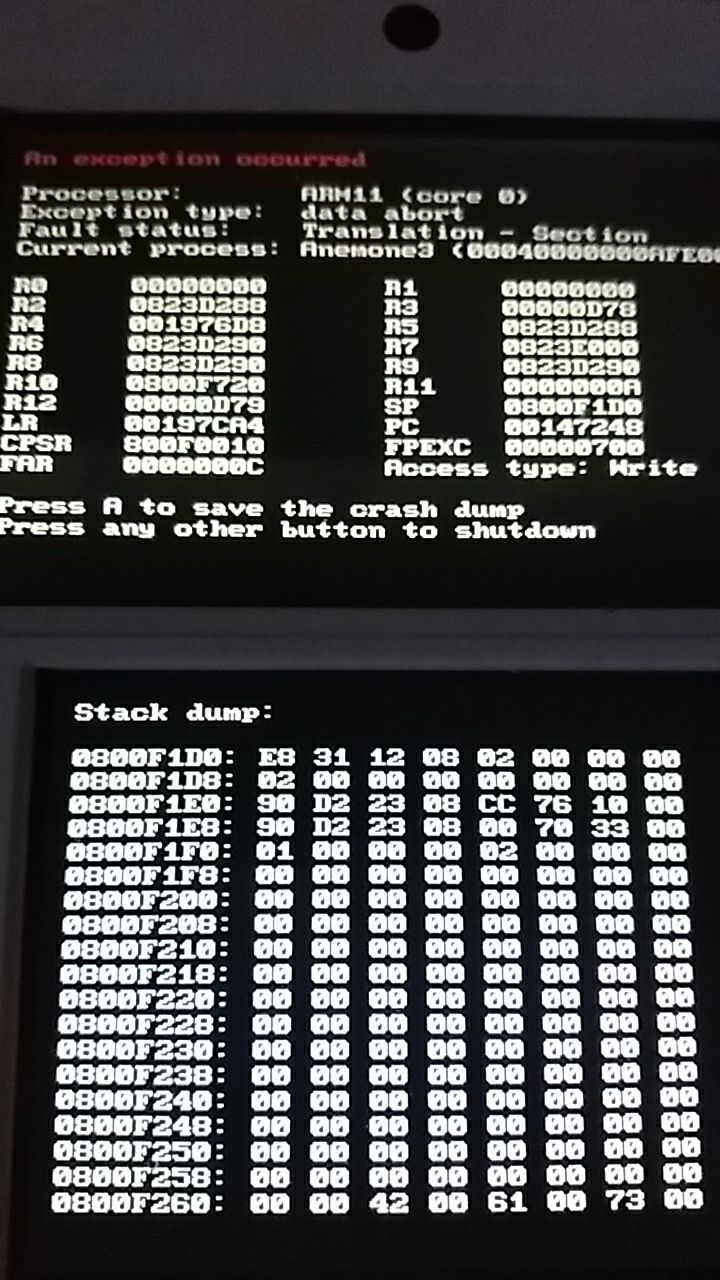 An exception occurred
Processor: ARM11 (core 0)
Exception type: data abort
Fault status: Translation - Section
Current process: Anemone3 (00040000000AFE00
R0 00000000 R1 00000000
R2 0823D288 R3 00000D78
R4 001976D8 R5 0823D288
R6 0823D290 R7 0823E000
R8 0823D290 R9 0823D290
R10 0800F720 R11 0000000A
R12 00000D79 SP 0800F1D0
LR 00197CA4 PC 00147248
CPSR 800F0010 FPEXC 00000700
FAR 0000000C Access type: Write
Press A to save the crash dump
Press any other button to shutdown
Stack dump:
0800F1D0: E8 31 12 08 02 00 00 00
0800F1D8: 02 00 00 00 00 00 00 00
0800F1E0: 90 D2 23 08 CC 76 10 00
0800F1E8: 90 D2 23 08 00 70 33 00
0800F1F0: 01 00 00 00 02 00 00 00
0800F1F8: 00 00 00 00 00 00 00 00
0800F200: 00 00 00 00 00 00 00 00
0800F208: 00 00 00 00 00 00 00 00
0800F210: 00 00 00 00 00 00 00 00
0800F218: 00 00 00 00 00 00 00 00
0800F220: 00 00 00 00 00 00 00 00
0800F228: 00 00 00 00 00 00 00 00
0800F230: 00 00 00 00 00 00 00 00
0800F238: 00 00 00 00 00 00 00 00
0800F240: 00 00 00 00 00 00 00 00
0800F248: 00 00 00 00 00 00 00 00
0800F250: 00 00 00 00 00 00 00 00
0800F258: 00 00 00 00 00 00 00 00
0800F260: 00 00 42 00 61 00 73 00